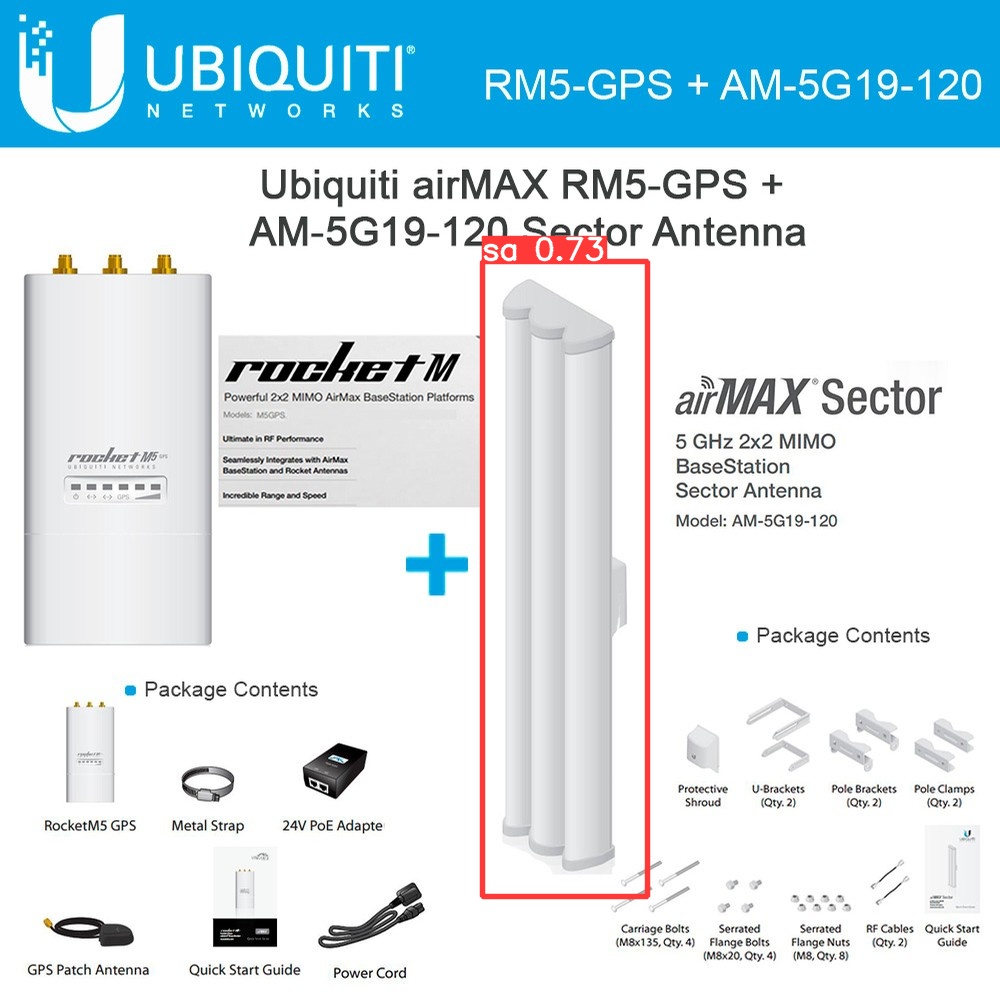 UBIQUITI®
NETWORKS
RM5-GPS + AM-5G19-120
Ubiquiti airMAX RM5-GPS +
AM-5G19-120 Sector Antenna
sa 0.73
rocket M
Powerful 2x2 MIMO AirMax BaseStation Platforms
Models: M5GPS.
Ultimate in RF Performance
Seamlessly Integrates with AirMax
BaseStation and Rocket Antennas
Incredible Range and Speed
rocket M5 GPS
UBIQUITI NETWORKS
GPS
airMAX® Sector
5 GHz 2x2 MIMO
BaseStation
Sector Antenna
Model: AM-5G19-120
Package Contents
RocketM5 GPS
Metal Strap
24V PoE Adapte
GPS Patch Antenna
rocket M
Quick Start Guide
Power Cord
Package Contents
Protective
Shroud
U-Brackets
(Qty. 2)
Pole Brackets
(Qty. 2)
Pole Clamps
(Qty. 2)
Carriage Bolts
(M8x135, Qty. 4)
Serrated
Flange Bolts
(M8x20, Qty. 4)
Serrated
Flange Nuts
(M8, Qty. 8)
RF Cables
(Qty. 2)
airMAX Sector
Quick Start
Guide